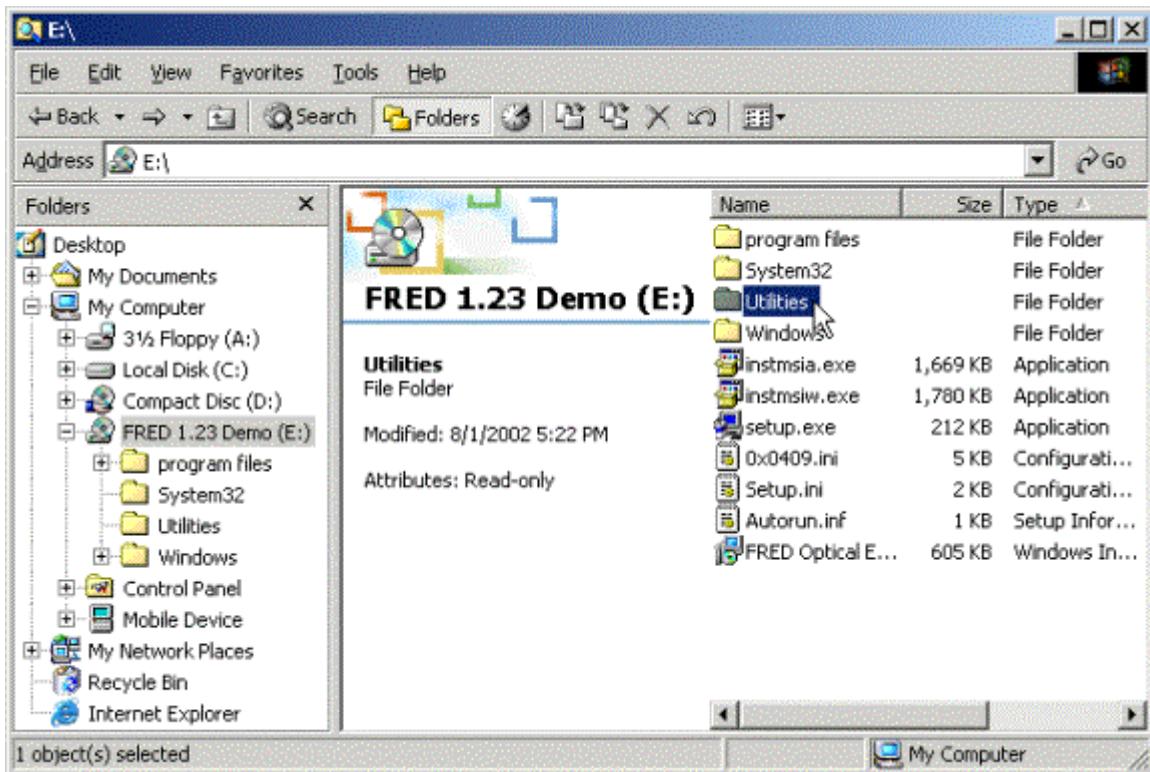 E:\
File Edit View Favorites Tools Help
Back Search Folders
Address E:\ Go
Folders
Desktop
My Documents
My Computer
3½ Floppy (A:)
Local Disk (C:)
Compact Disc (D:)
FRED 1.23 Demo (E:)
program files
System32
Utilities
Windows
Control Panel
Mobile Device
My Network Places
Recycle Bin
Internet Explorer
FRED 1.23 Demo (E:)
Utilities
File Folder
Modified: 8/1/2002 5:22 PM
Attributes: Read-only
Name Size Type
program files File Folder
System32 File Folder
Utilities File Folder
Windows File Folder
instmsia.exe 1,669 KB Application
instmsiw.exe 1,780 KB Application
setup.exe 212 KB Application
0x0409.ini 5 KB Configurati...
Setup.ini 2 KB Configurati...
Autorun.inf 1 KB Setup Infor...
FRED Optical E... 605 KB Windows In...
1 object(s) selected My Computer